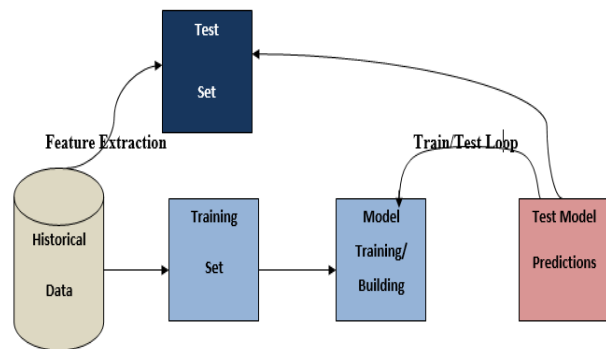 Test
Set
Feature Extraction
Train/Test Loop
Historical
Data
Training
Set
Model
Training/
Building
Test Model
Predictions